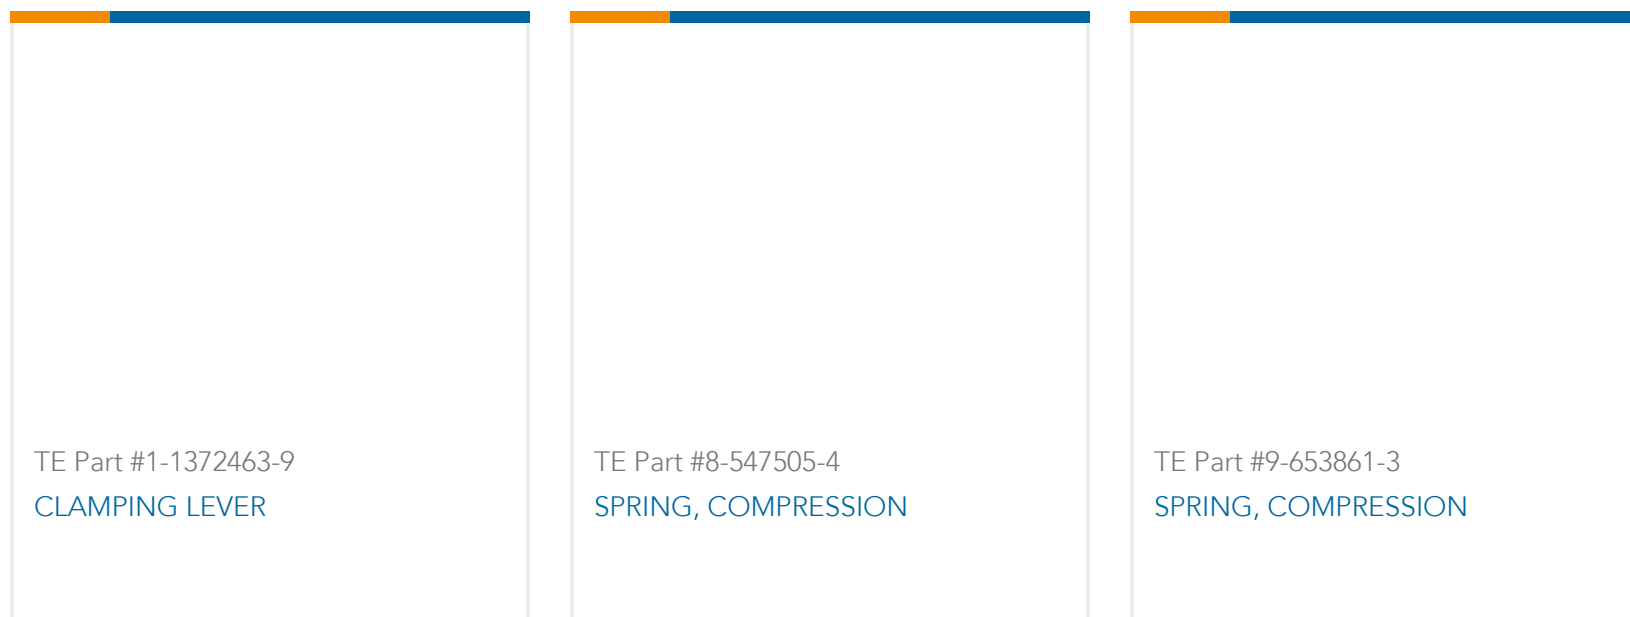 TE Part #1-1372463-9
CLAMPING LEVER
TE Part #8-547505-4
SPRING, COMPRESSION
TE Part #9-653861-3
SPRING, COMPRESSION